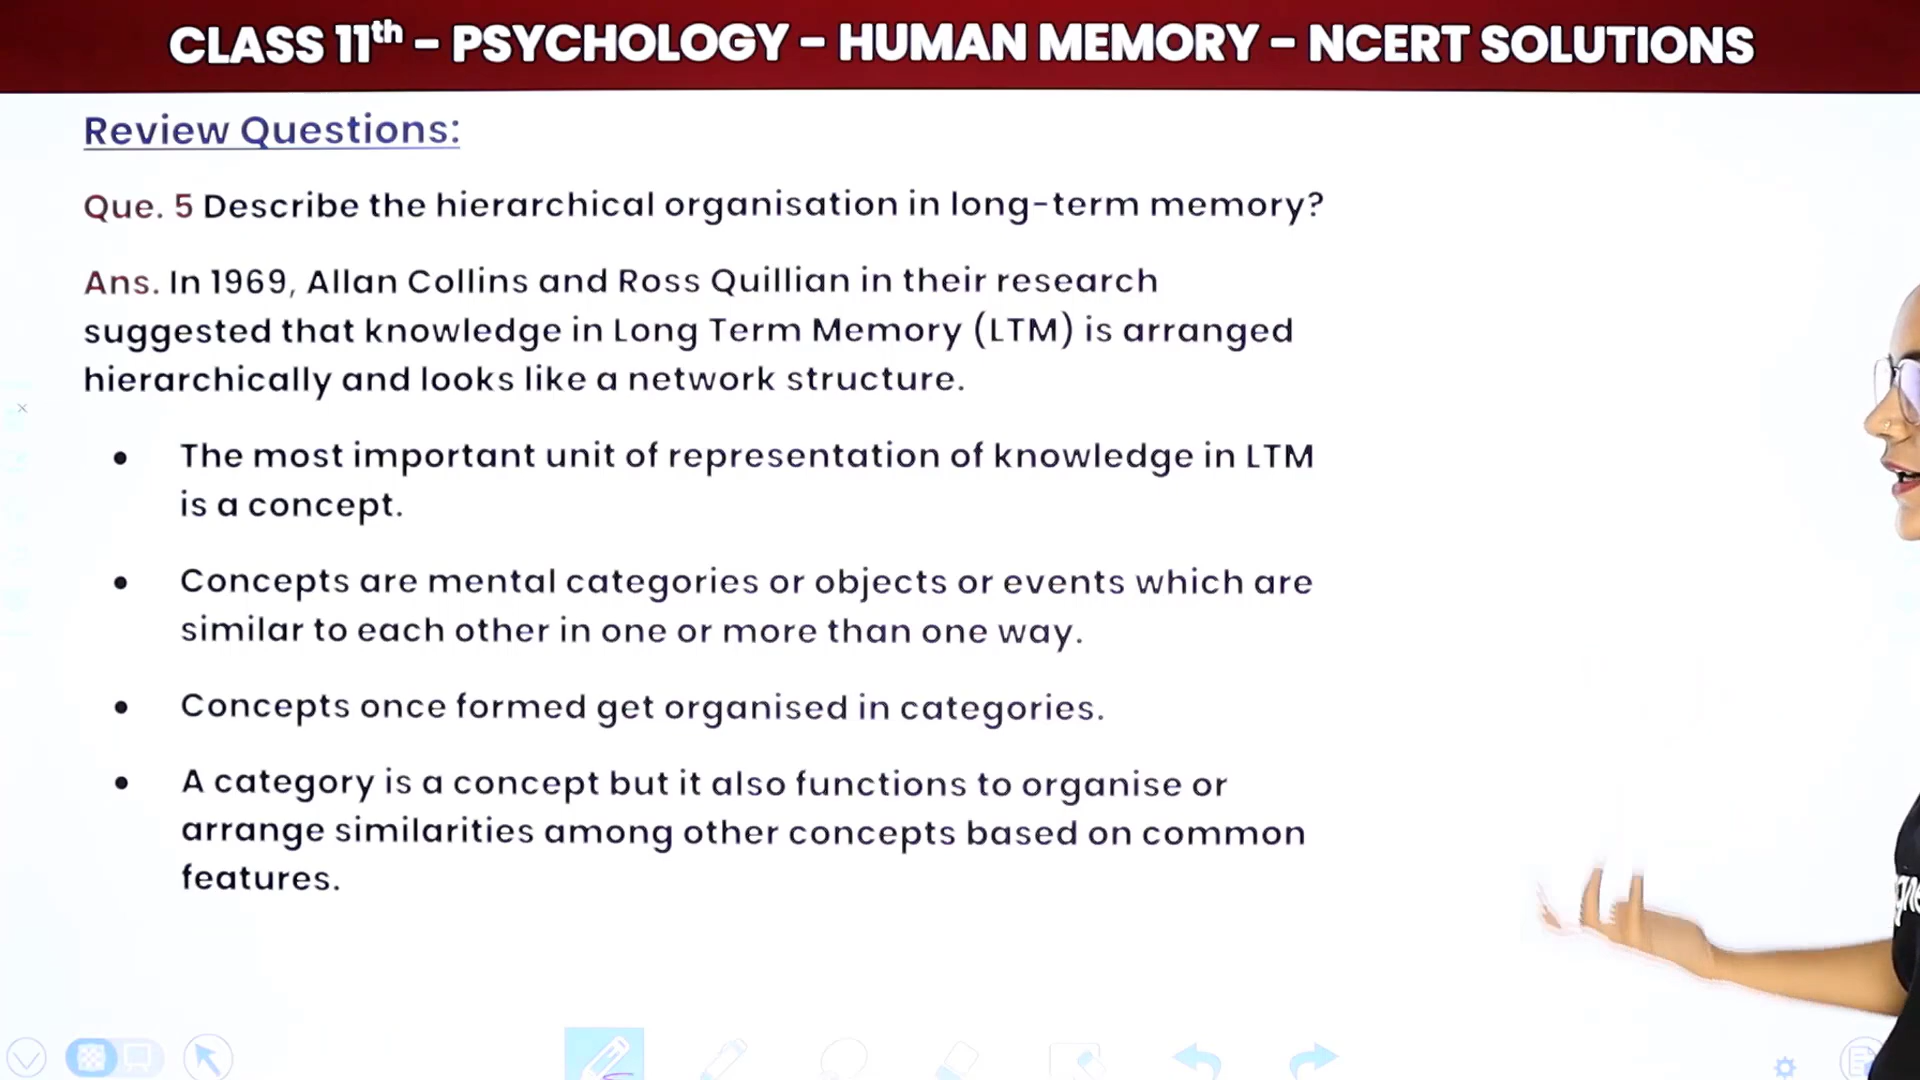 CLASS 11th – PSYCHOLOGY – HUMAN MEMORY – NCERT SOLUTIONS
Review Questions:
Que. 5 Describe the hierarchical organisation in long-term memory?
Ans. In 1969, Allan Collins and Ross Quillian in their research
suggested that knowledge in Long Term Memory (LTM) is arranged
hierarchically and looks like a network structure.
• The most important unit of representation of knowledge in LTM
is a concept.
• Concepts are mental categories or objects or events which are
similar to each other in one or more than one way.
• Concepts once formed get organised in categories.
• A category is a concept but it also functions to organise or
arrange similarities among other concepts based on common
features.